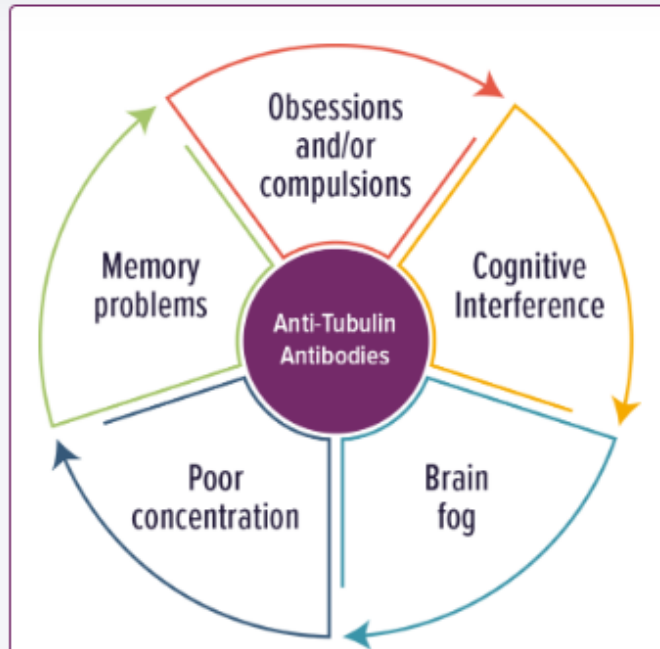 Obsessions
and/or
compulsions
Cognitive
Interference
Brain
fog
Poor
concentration
Memory
problems
Anti-Tubulin
Antibodies